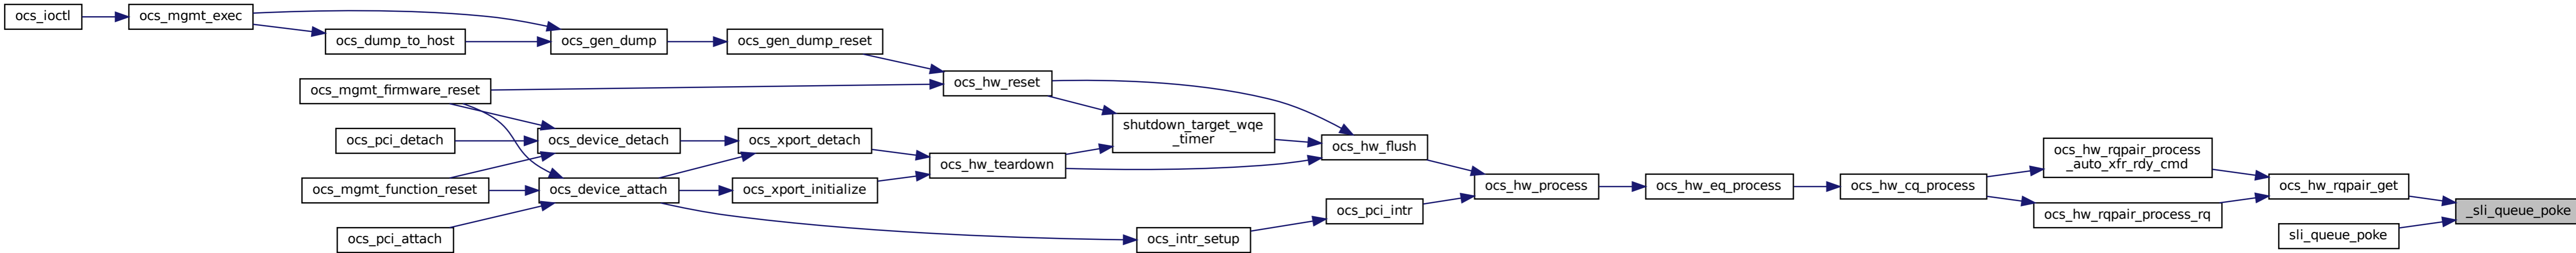 ocs_ioctl
ocs_mgmt_exec
ocs_dump_to_host
ocs_gen_dump
ocs_gen_dump_reset
ocs_hw_reset
ocs_mgmt_firmware_reset
shutdown_target_wqe
_timer
ocs_pci_detach
ocs_device_detach
ocs_xport_detach
ocs_hw_flush
ocs_hw_rqpair_process
_auto_xfr_rdy_cmd
ocs_hw_teardown
ocs_mgmt_function_reset
ocs_device_attach
ocs_xport_initialize
ocs_hw_process
ocs_hw_eq_process
ocs_hw_cq_process
ocs_hw_rqpair_get
ocs_pci_intr
ocs_hw_rqpair_process_rq
_sli_queue_poke
ocs_pci_attach
ocs_intr_setup
sli_queue_poke